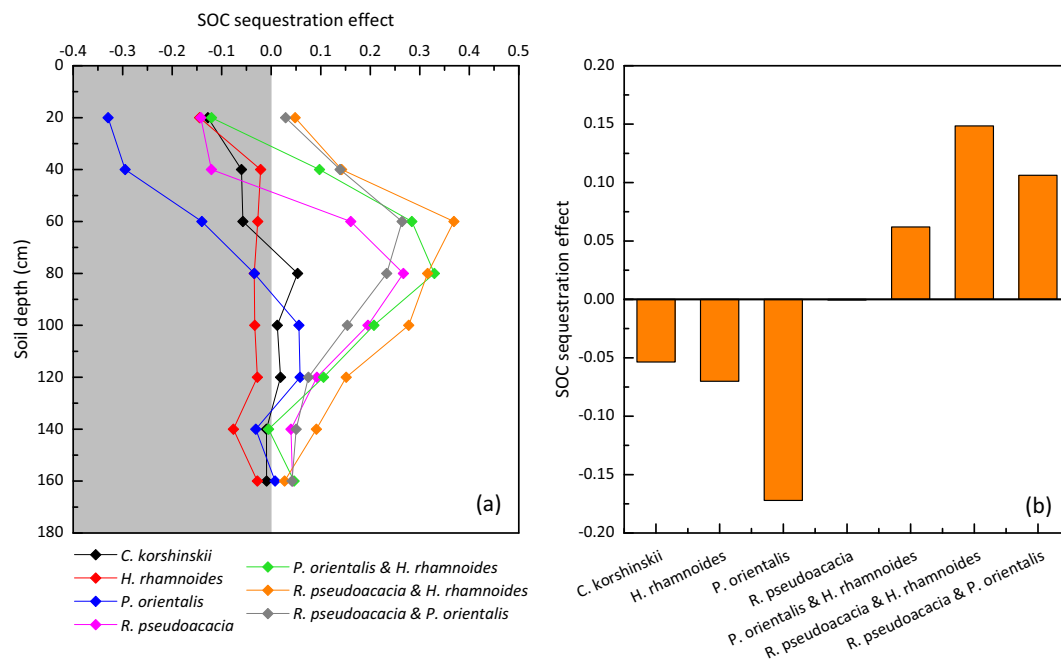 SOC sequestration effect
-0.4 -0.3 -0.2 -0.1 0.0 0.1 0.2 0.3 0.4 0.5
0
20
40
60
80
100
120
140
160
180
Soil depth (cm)
(a)
C. korshinskii
H. rhamnoides
P. orientalis
R. pseudoacacia
P. orientalis & H. rhamnoides
R. pseudoacacia & H. rhamnoides
R. pseudoacacia & P. orientalis
0.20
0.15
0.10
0.05
0.00
-0.05
-0.10
-0.15
-0.20
SOC sequestration effect
(b)
C. korshinskii
H. rhamnoides
P. orientalis
R. pseudoacacia
P. orientalis & H. rhamnoides
R. pseudoacacia & H. rhamnoides
R. pseudoacacia & P. orientalis